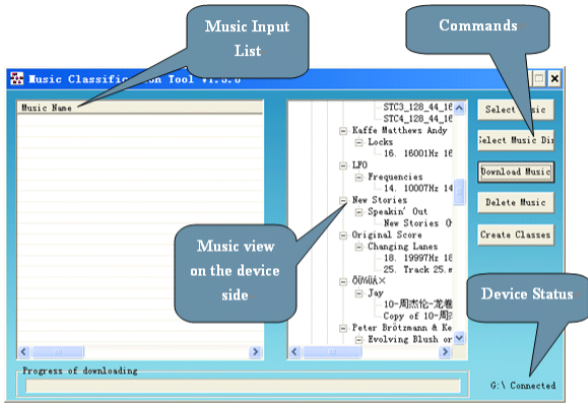 Music Input
List
Commands
Music Classification Tool
Music Name
STC3_128_44_16
STC4_128_44_16
Kaffe Matthews Andy
Locks
16. 16001Hz 16
LFO
Frequencies
14. 10007Hz 14
New Stories
Speakin' Out
New Stories
Original Score
Changing Lanes
18. 19997Hz 18
25. Track 25.
Jay
10-周杰伦-龙卷
Copy of 10-周
Peter Brötzmann & Ke
Evolving Blush or
Select Music
Select Music Dir
Download Music
Delete Music
Create Classes
Music view
on the device
side
Device Status
Progress of downloading
G:\ Connected